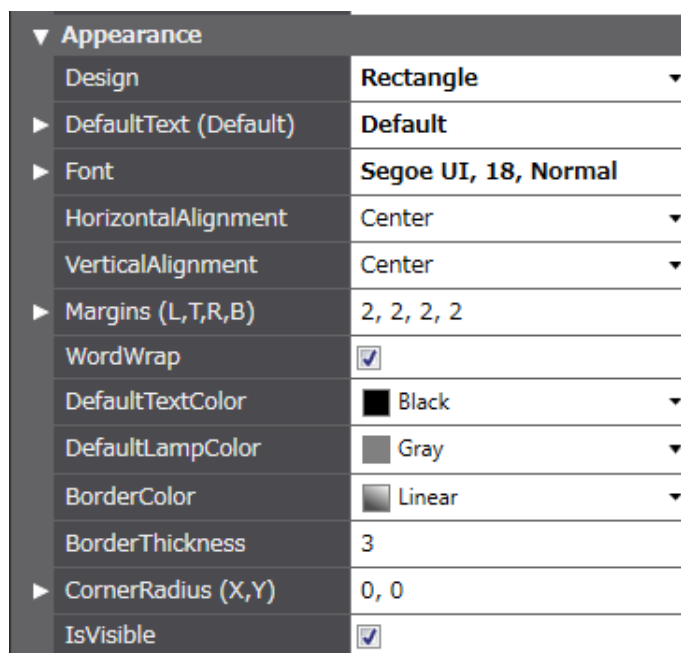 Appearance
Design Rectangle
DefaultText (Default) Default
Font Segoe UI, 18, Normal
HorizontalAlignment Center
VerticalAlignment Center
Margins (L,T,R,B) 2, 2, 2, 2
WordWrap
DefaultTextColor Black
DefaultLampColor Gray
BorderColor Linear
BorderThickness 3
CornerRadius (X,Y) 0, 0
IsVisible